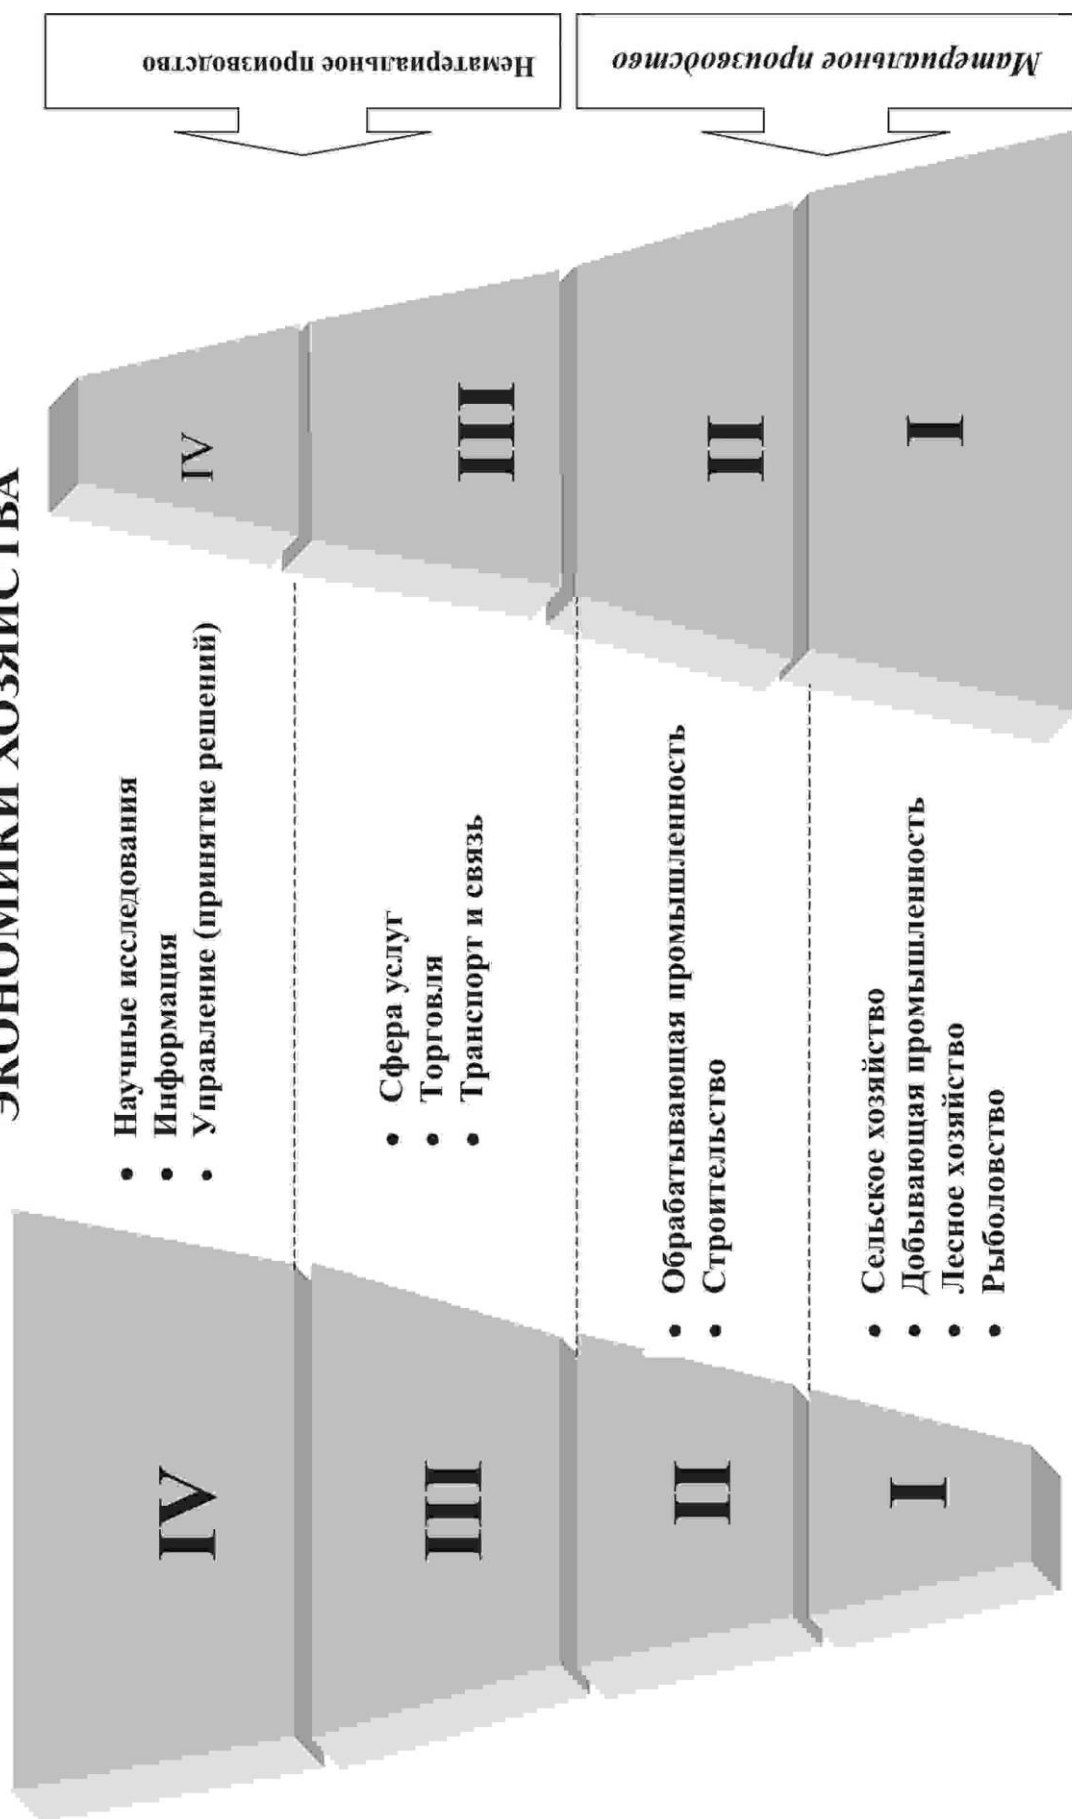 ЭКОНОМИКИ ХОЗЯЙСТВА
IV
III
II
I
• Научные исследования
• Информация
• Управление (принятие решений)
• Сфера услуг
• Торговля
• Транспорт и связь
• Обрабатывающая промышленность
• Строительство
• Сельское хозяйство
• Добывающая промышленность
• Лесное хозяйство
• Рыболовство
IV
III
II
I
Нематериальное
производство
Материальное производство